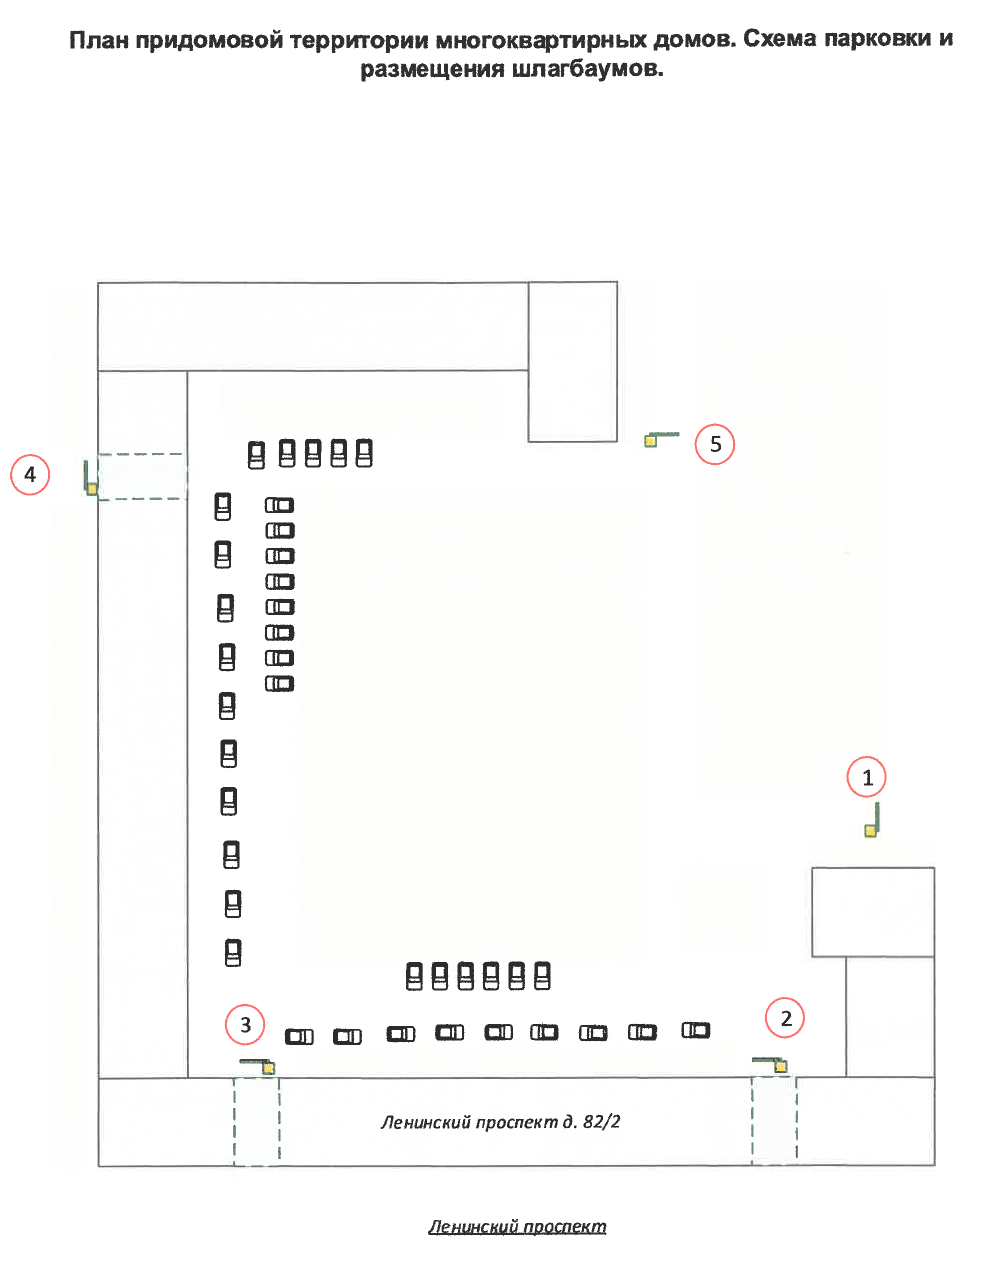 План придомовой территории многоквартирных домов. Схема парковки и
размещения шлагбаумов.
5
4
1
3
2
Ленинский проспект д. 82/2
Ленинский проспект